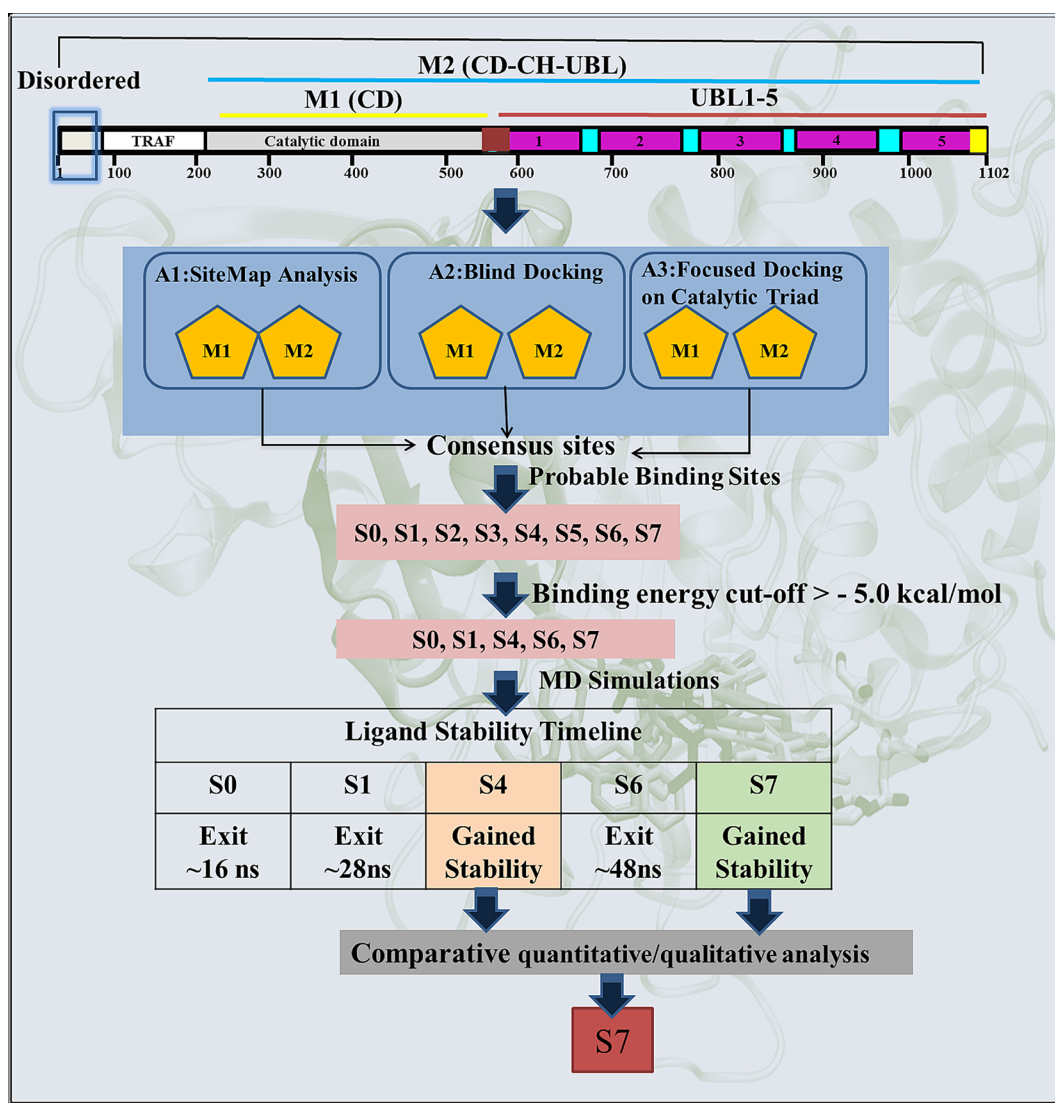 M2 (CD-CH-UBL)
Disordered
M1 (CD)
UBL1-5
TRAF
Catalytic domain
1
2
3
4
5
1
100
200
300
400
500
600
700
800
900
1000
1102
A1:SiteMap Analysis
M1
M2
A2:Blind Docking
M1
M2
A3:Focused Docking
on Catalytic Triad
M1
M2
Consensus sites
Probable Binding Sites
S0, S1, S2, S3, S4, S5, S6, S7
Binding energy cut-off > - 5.0 kcal/mol
S0, S1, S4, S6, S7
MD Simulations
Ligand Stability Timeline
S0
S1
S4
S6
S7
Exit
~16 ns
Exit
~28ns
Gained
Stability
Exit
~48ns
Gained
Stability
Comparative quantitative/qualitative analysis
S7